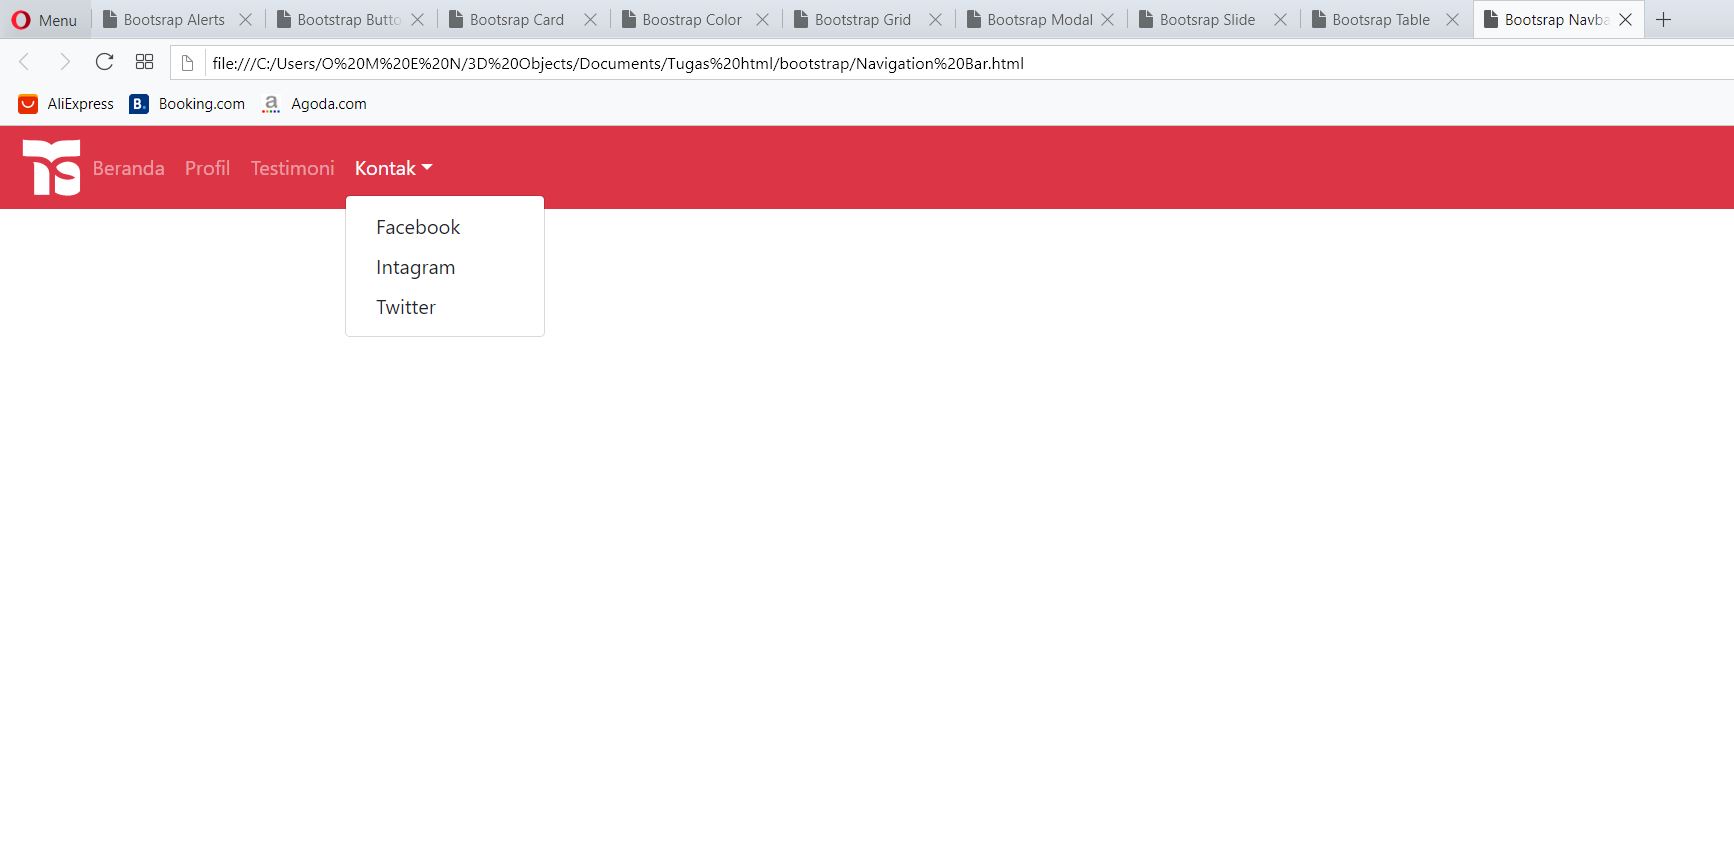 Menu Bootsrap Alerts Bootstrap Butto Bootsrap Card Boostrap Color Bootstrap Grid Bootsrap Modal Bootsrap Slide Bootsrap Table Bootsrap Navba
file:///C:/Users/O%20M%20E%20N/3D%20Objects/Documents/Tugas%20html/bootstrap/Navigation%20Bar.html
AliExpress B. Booking.com a Agoda.com
TS Beranda Profil Testimoni Kontak
Facebook
Intagram
Twitter